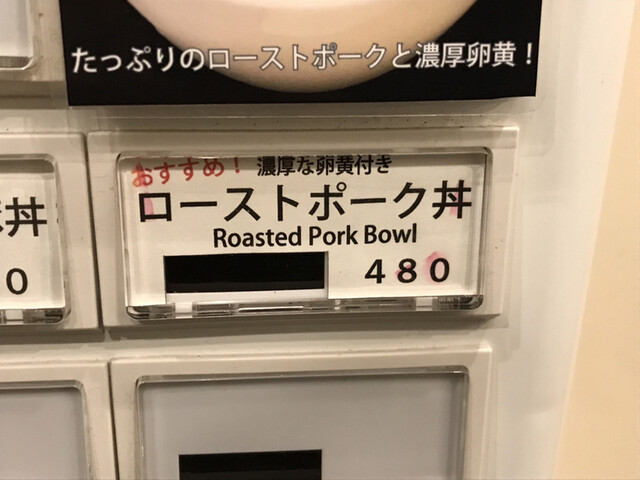 たっぷりのローストポークと濃厚卵黄！
おすすめ！ 濃厚な卵黄付き
ローストポーク丼
Roasted Pork Bowl
480
丼
0